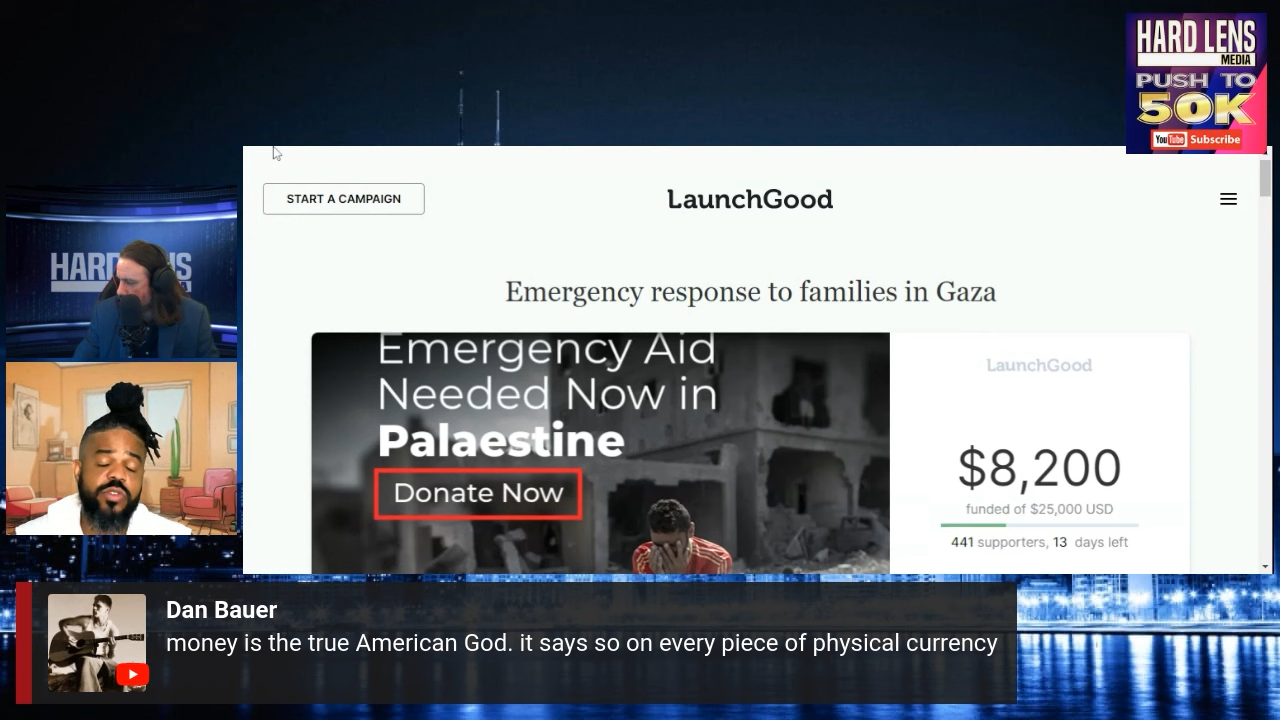 HARD LENS
MEDIA
PUSH TO
50K
YouTube Subscribe
START A CAMPAIGN
LaunchGood
Emergency response to families in Gaza
Emergency Aid
Needed Now in
Palaestine
Donate Now
LaunchGood
$8,200
funded of $25,000 USD
441 supporters, 13 days left
Dan Bauer
money is the true American God. it says so on every piece of physical currency